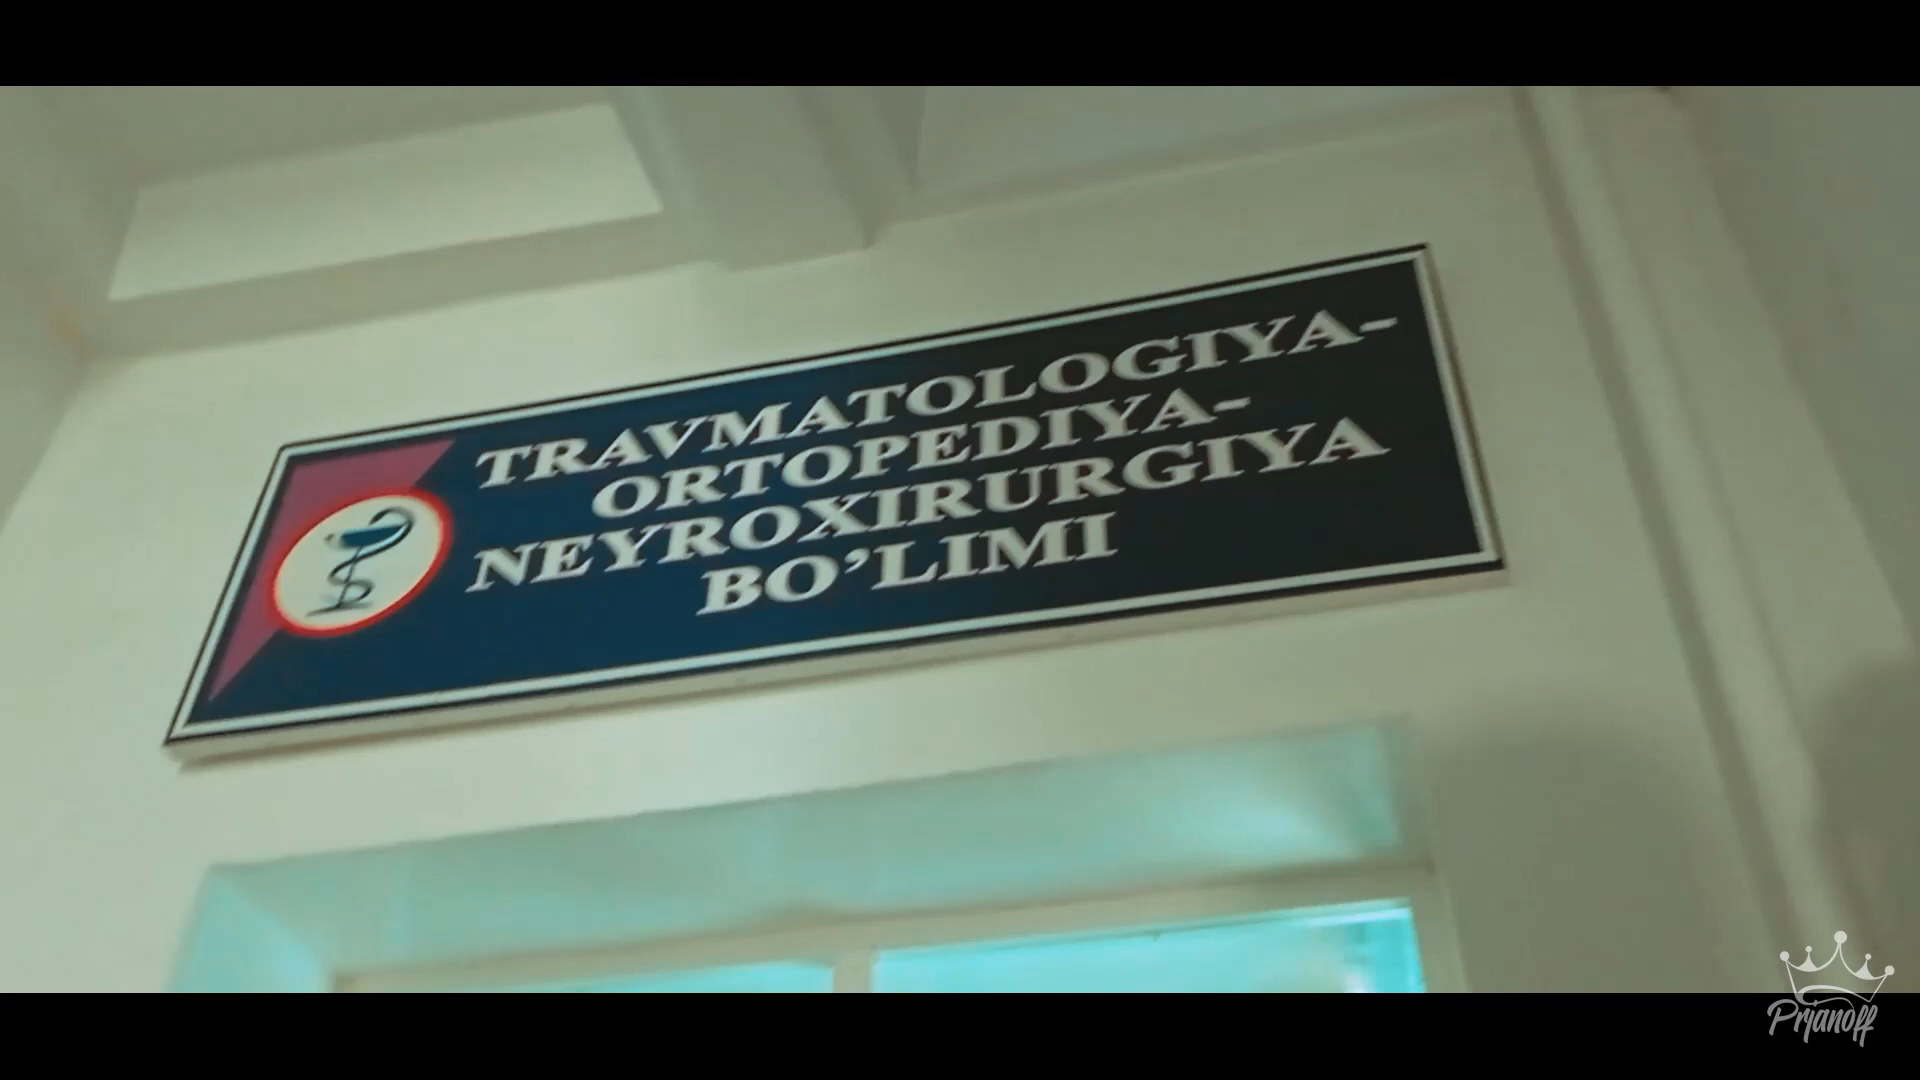 TRAVMATOLOGIYA-
ORTOPEDIYA-
NEYROXIRURGIYA
BO’LIMI
Prjanoff